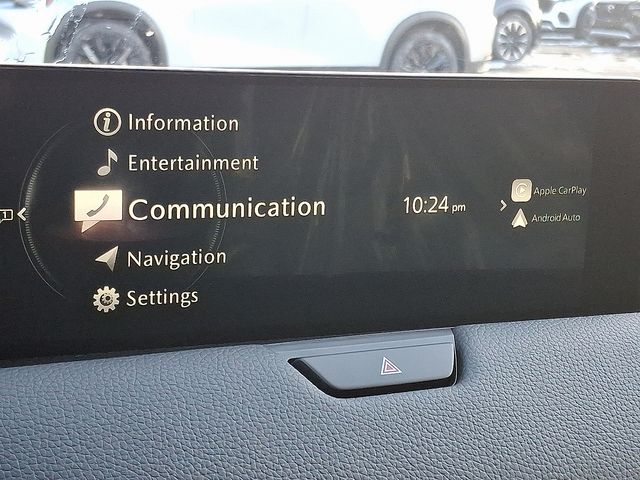 Information
Entertainment
Communication
10:24 pm
Apple CarPlay
Android Auto
Navigation
Settings